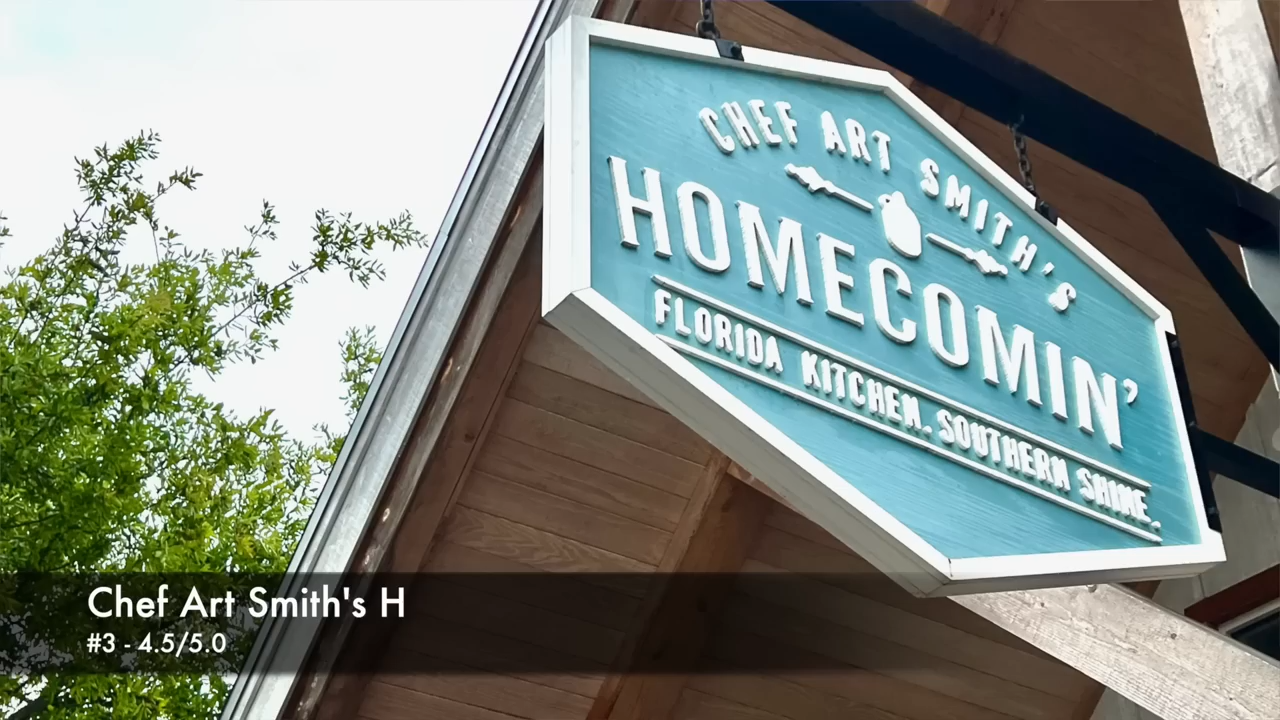 CHEF ART SMITH'S
HOMECOMIN'
FLORIDA KITCHEN. SOUTHERN SHINE.
Chef Art Smith's H
#3 - 4.5/5.0